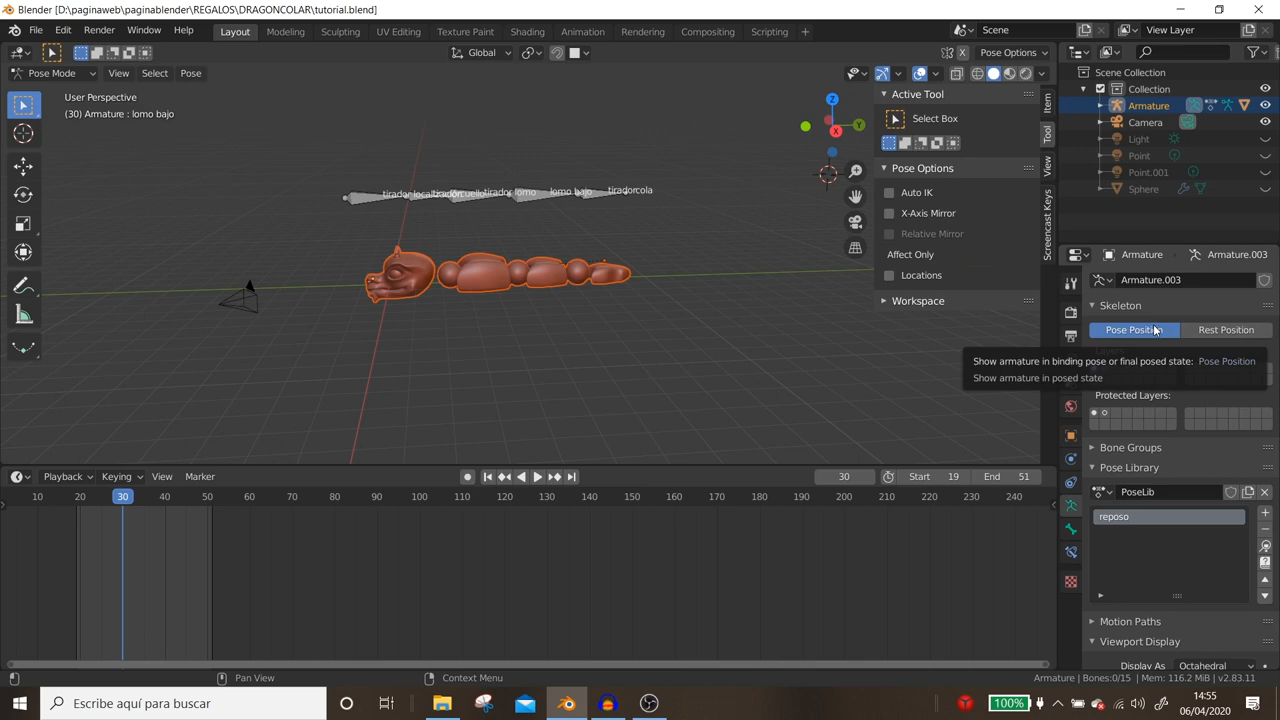 Blender [D:\paginaweb\paginablender\REGALOS\DRAGONCOLAR\tutorial.blend]
File Edit Render Window Help Layout Modeling Sculpting UV Editing Texture Paint Shading Animation Rendering Compositing Scripting + Scene View Layer
Global Pose Options
Pose Mode View Select Pose
User Perspective
(30) Armature : lomo bajo
Z
Y
X
tirador lomo lomo bajo tiradorcola
Active Tool
Select Box
Pose Options
Auto IK
X-Axis Mirror
Relative Mirror
Affect Only
Locations
Workspace
Item
Tool
View
Screencast Keys
Scene Collection
Collection
Armature
Camera
Light
Point
Point.001
Sphere
Armature Armature.003
Armature.003
Skeleton
Pose Position Rest Position
Show armature in binding pose or final posed state: Pose Position
Show armature in posed state
Protected Layers:
Bone Groups
Pose Library
PoseLib
reposo
Motion Paths
Viewport Display
Display As Octahedral
Playback Keying View Marker 30 Start 19 End 51
10 20 30 40 50 60 70 80 90 100 110 120 130 140 150 160 170 180 190 200 210 220 230 240
Pan View Context Menu Armature | Bones:0/15 | Mem: 116.2 MiB | v2.83.11
Escribe aquí para buscar
100%
14:55
06/04/2020